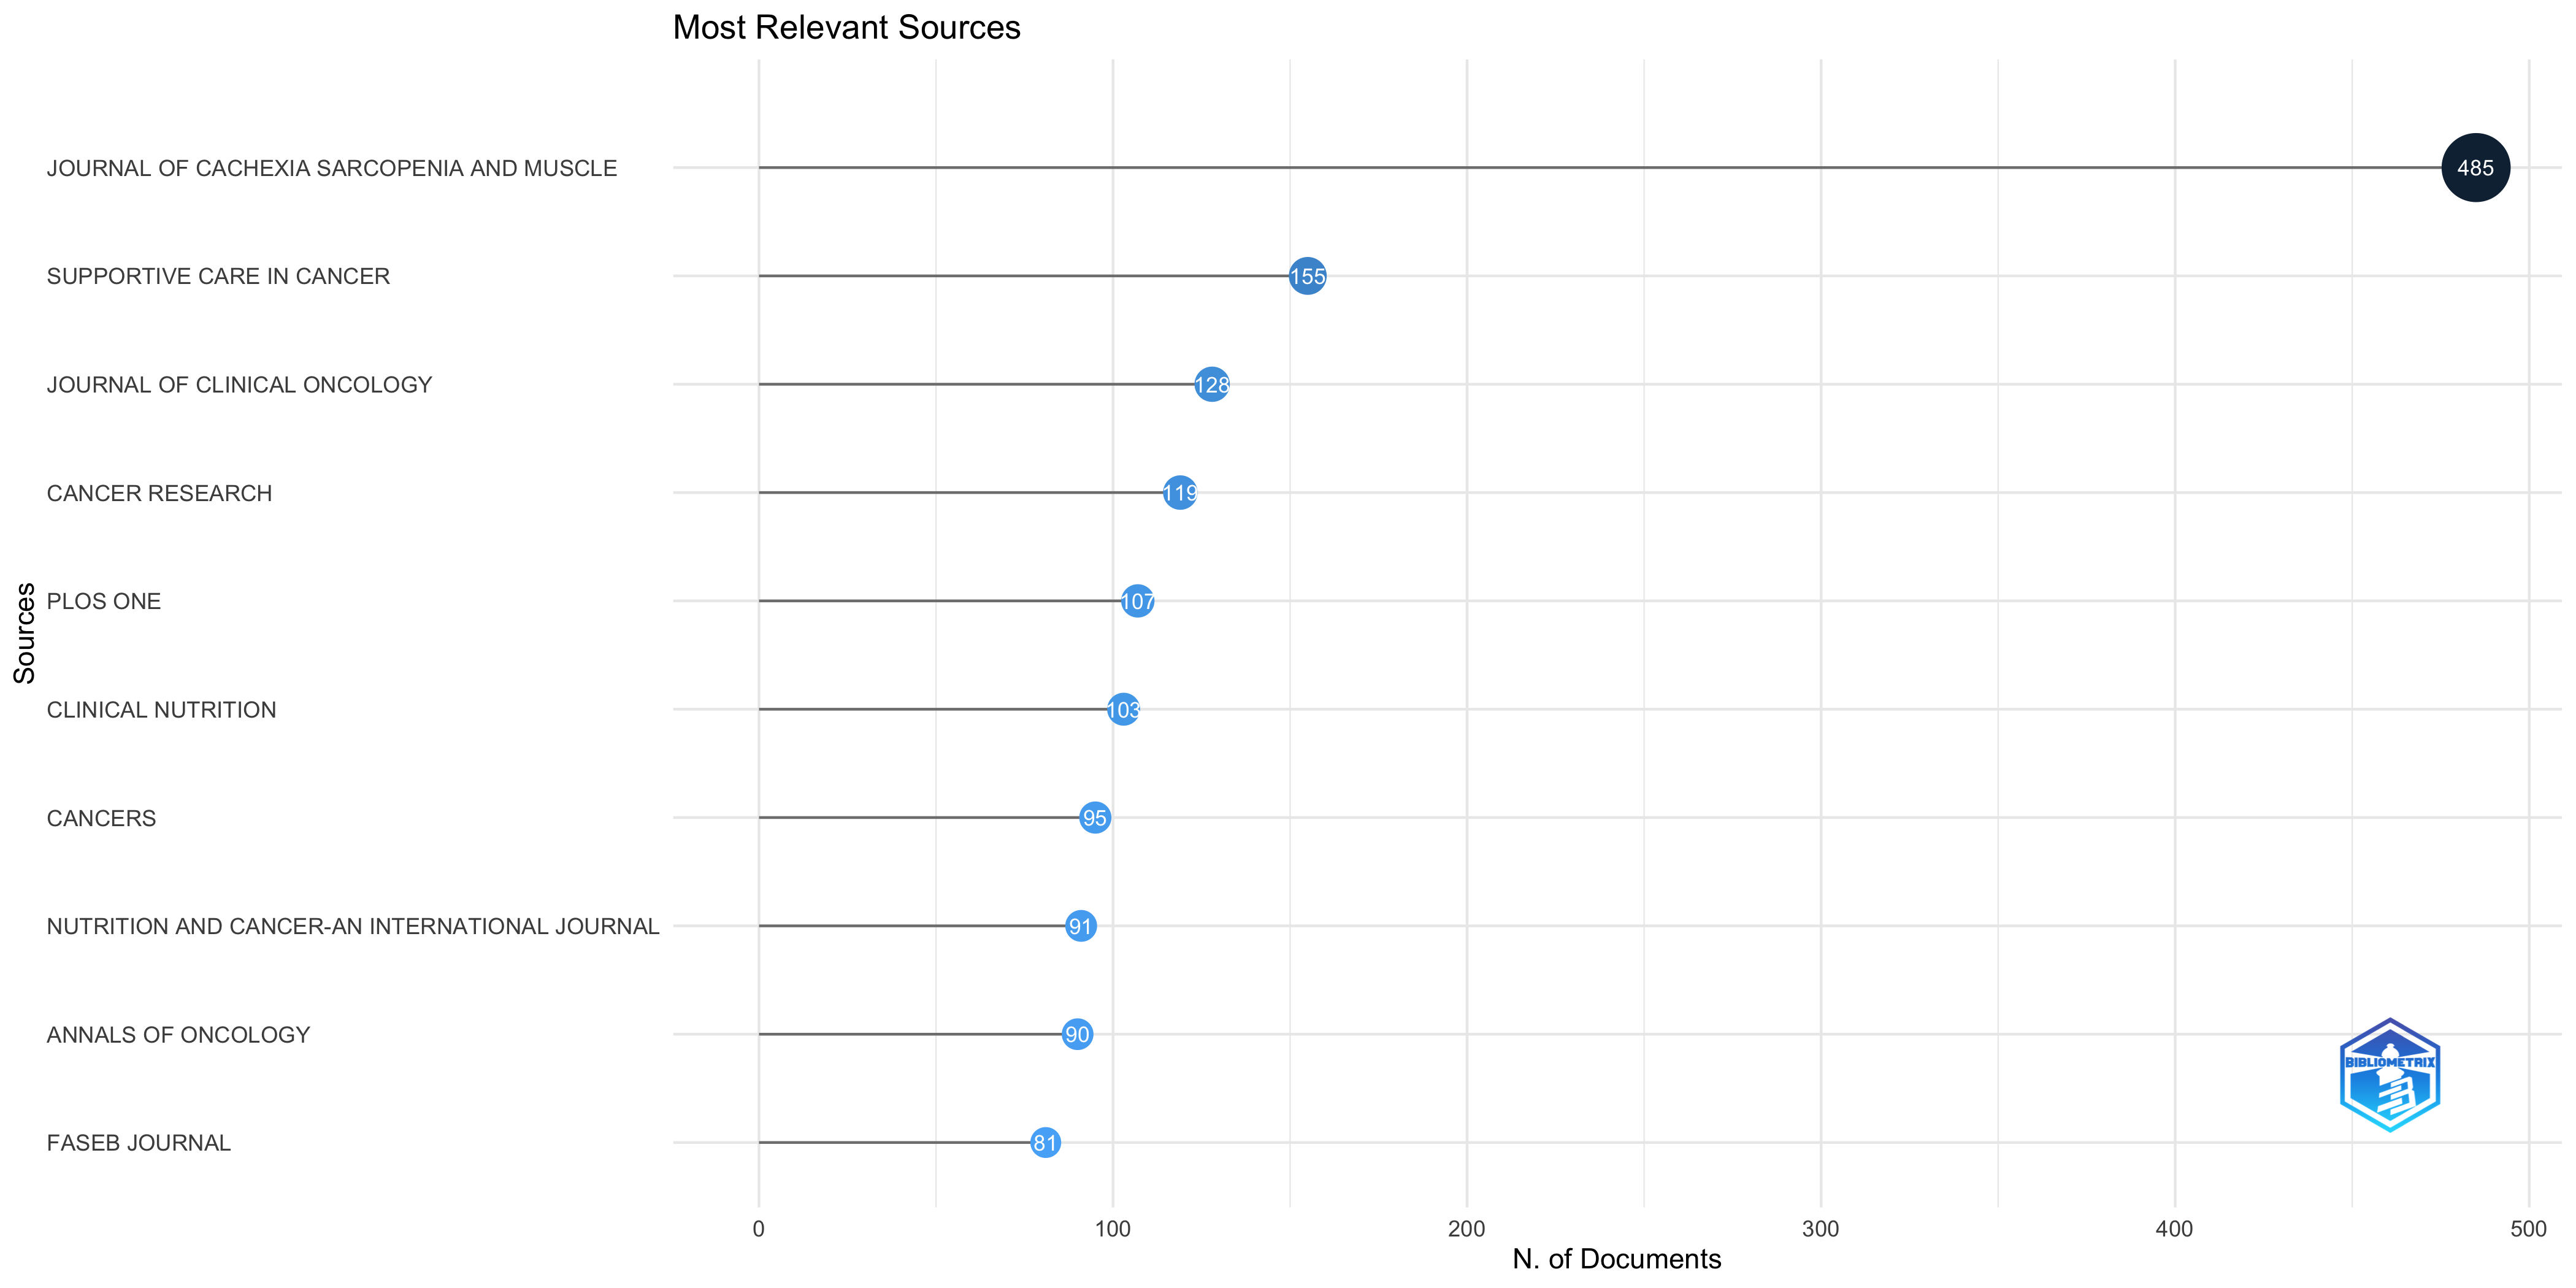 Most Relevant Sources
Sources
JOURNAL OF CACHEXIA SARCOPENIA AND MUSCLE 485
SUPPORTIVE CARE IN CANCER 155
JOURNAL OF CLINICAL ONCOLOGY 128
CANCER RESEARCH 119
PLOS ONE 107
CLINICAL NUTRITION 103
CANCERS 95
NUTRITION AND CANCER-AN INTERNATIONAL JOURNAL 91
ANNALS OF ONCOLOGY 90
BIBLIOMETRIX
FASEB JOURNAL 81
0 100 200 300 400 500
N. of Documents